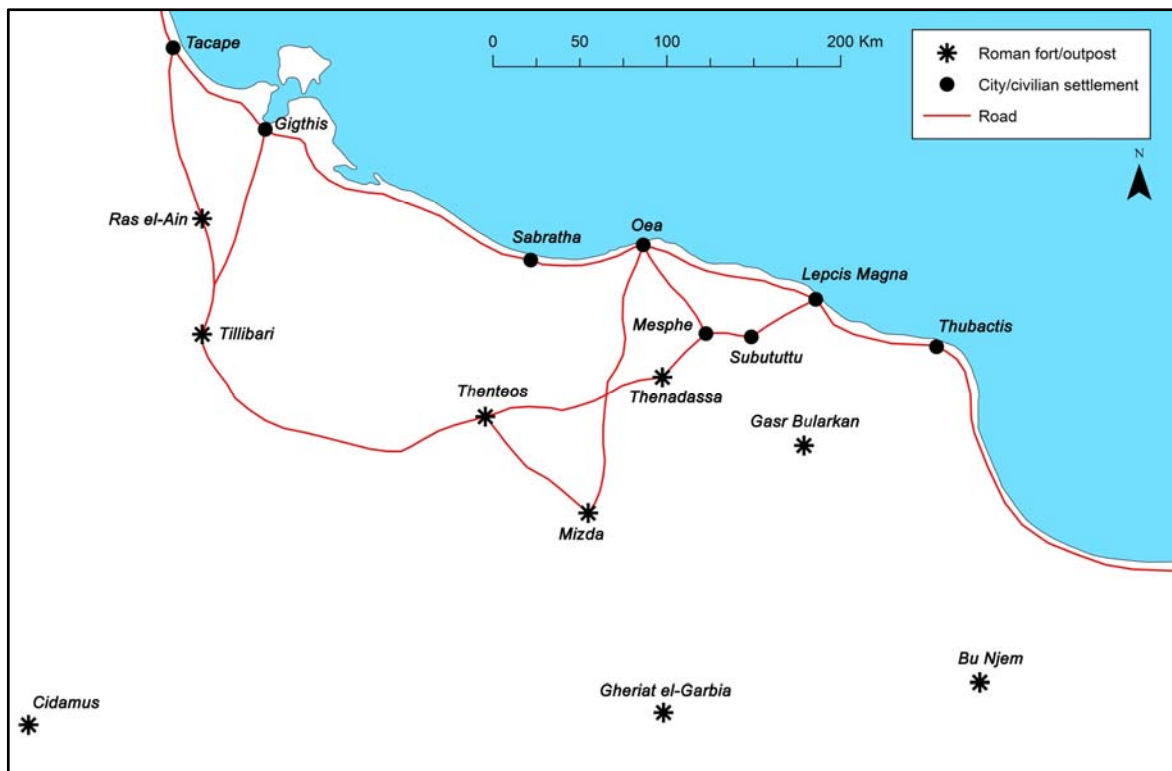 Tacape
0 50 100 200 Km
Roman fort/outpost
City/civilian settlement
Road
N
Gigthis
Ras el-Ain
Sabratha
Oea
Lepcis Magna
Tillibari
Mesphe
Subututtu
Thubactis
Thenteos
Thenadassa
Gasr Bularkan
Mizda
Bu Njem
Gheriat el-Garbia
Cidamus